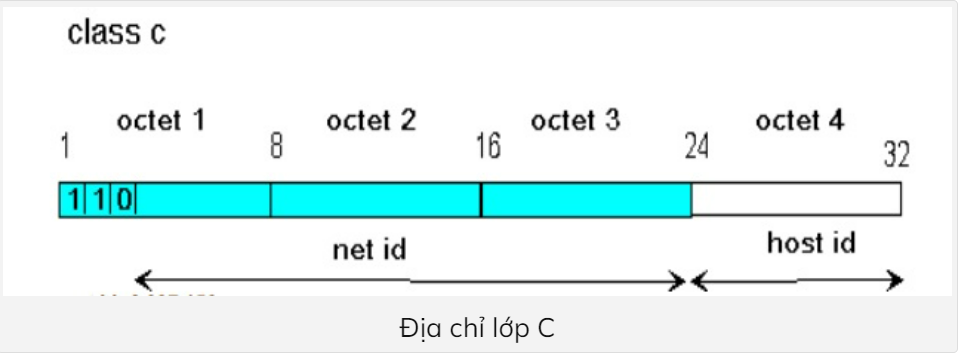 class c
octet 1 octet 2 octet 3 octet 4
1 8 16 24 32
1 1 0
net id host id
Địa chỉ lớp C